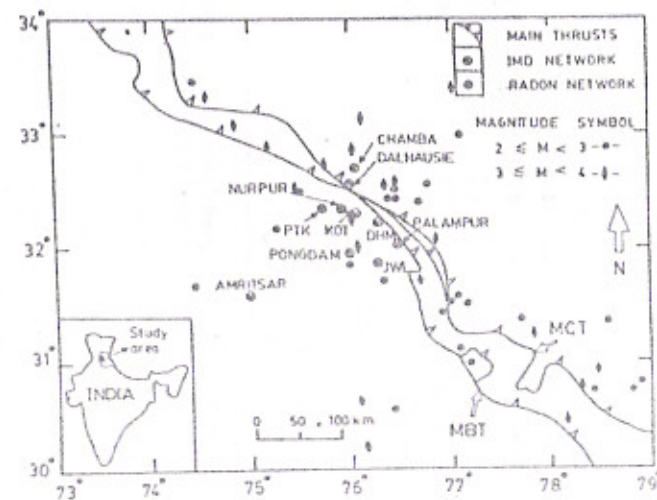 34°
33°
32°
31°
30°
73°
74°
75°
76°
77°
78°
79°
MAIN THRUSTS
IMD NETWORK
RADON NETWORK
MAGNITUDE SYMBOL
2 ≤ M < 3
3 ≤ M < 4
N
CHAMBA
DALHAUSIE
NURPUR
PTK
KOT
DHM
PALAMPUR
PONGDAM
JWL
AMRITSAR
MCT
MBT
Study
area
INDIA
0 50 100 km